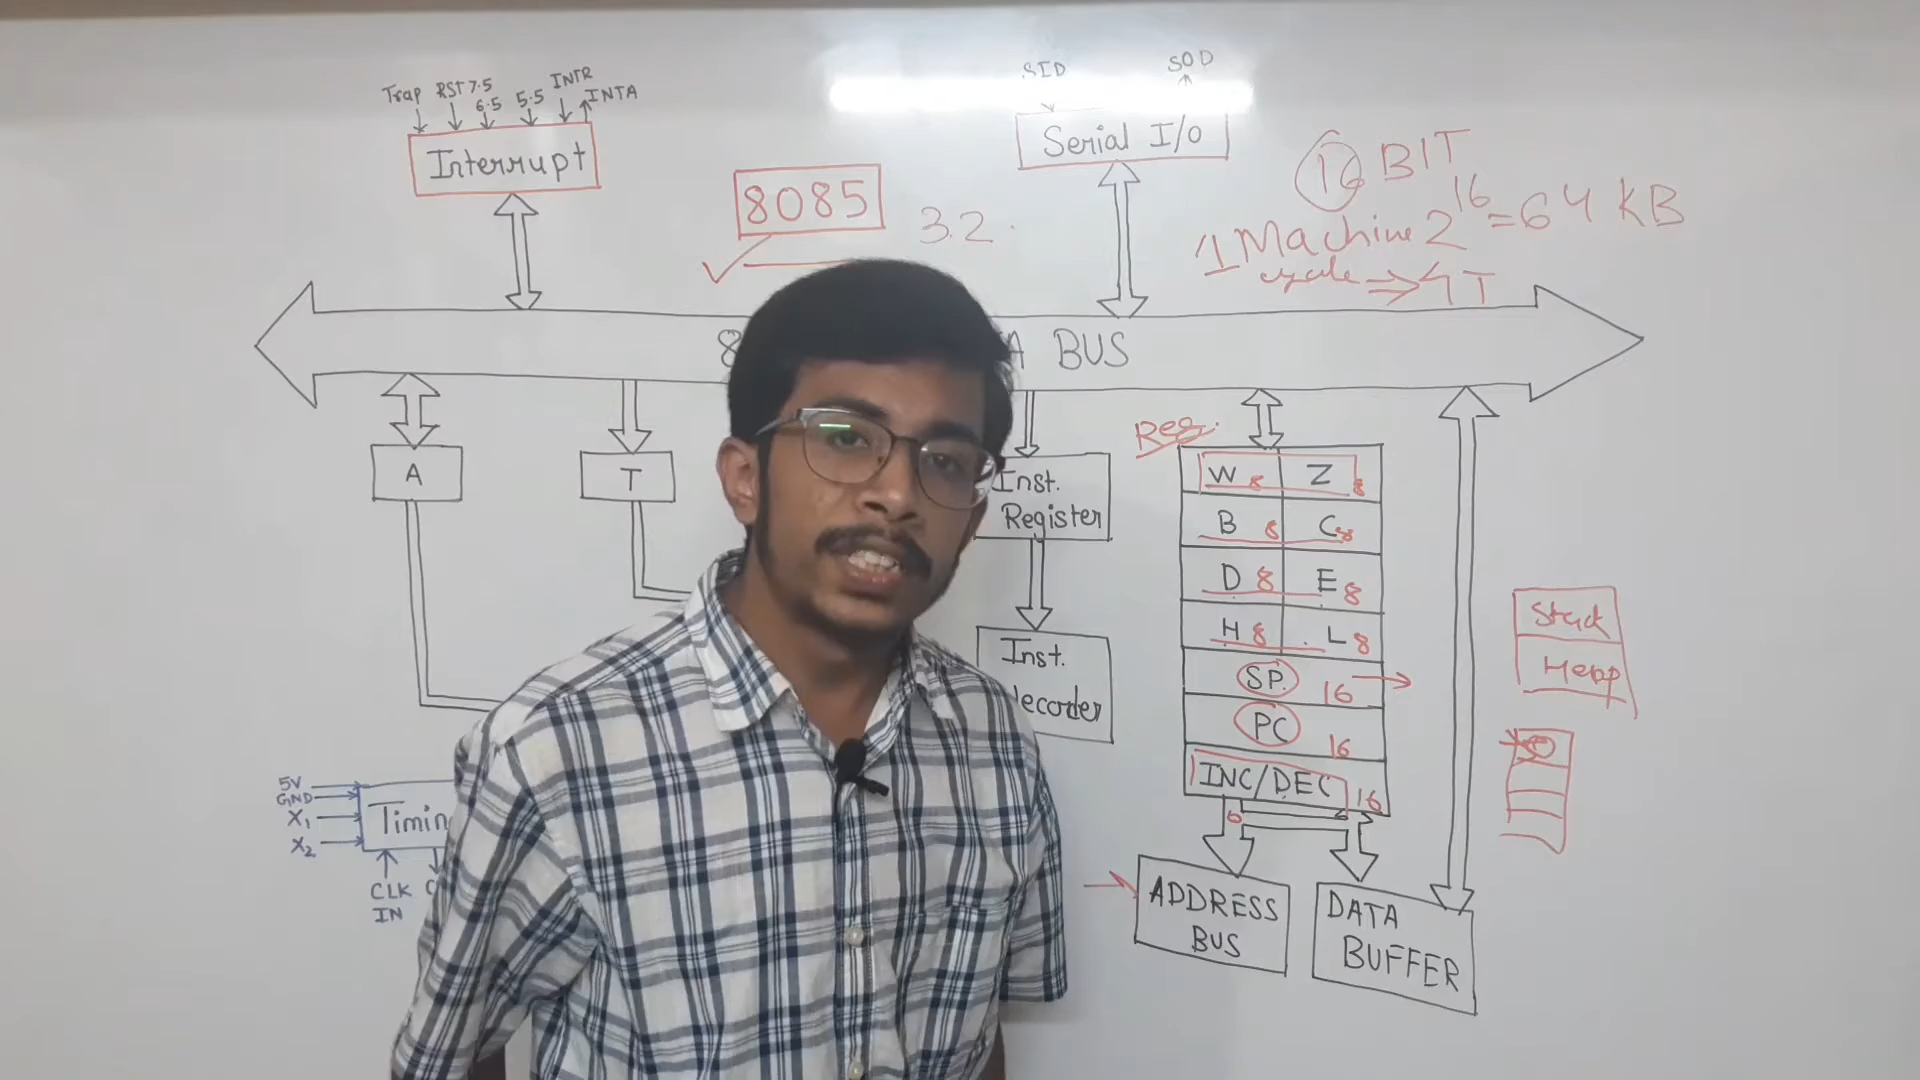 Trap RST 7.5 6.5 5.5 INTR INTA
Interrupt
SID SOD
Serial I/O
8085
3.2
16 BIT
2^16 = 64 KB
1 Machine cycle => 4T
8 A BUS
A
T
Inst. Register
Inst. ecoder
Reg.
W 8 Z 8
B 8 C 8
D 8 E 8
H 8 L 8
SP 16
PC 16
INC/DEC 16
ADDRESS BUS
DATA BUFFER
Stack
Heap
5V
GND
X1
X2
Timin
CLK IN
C